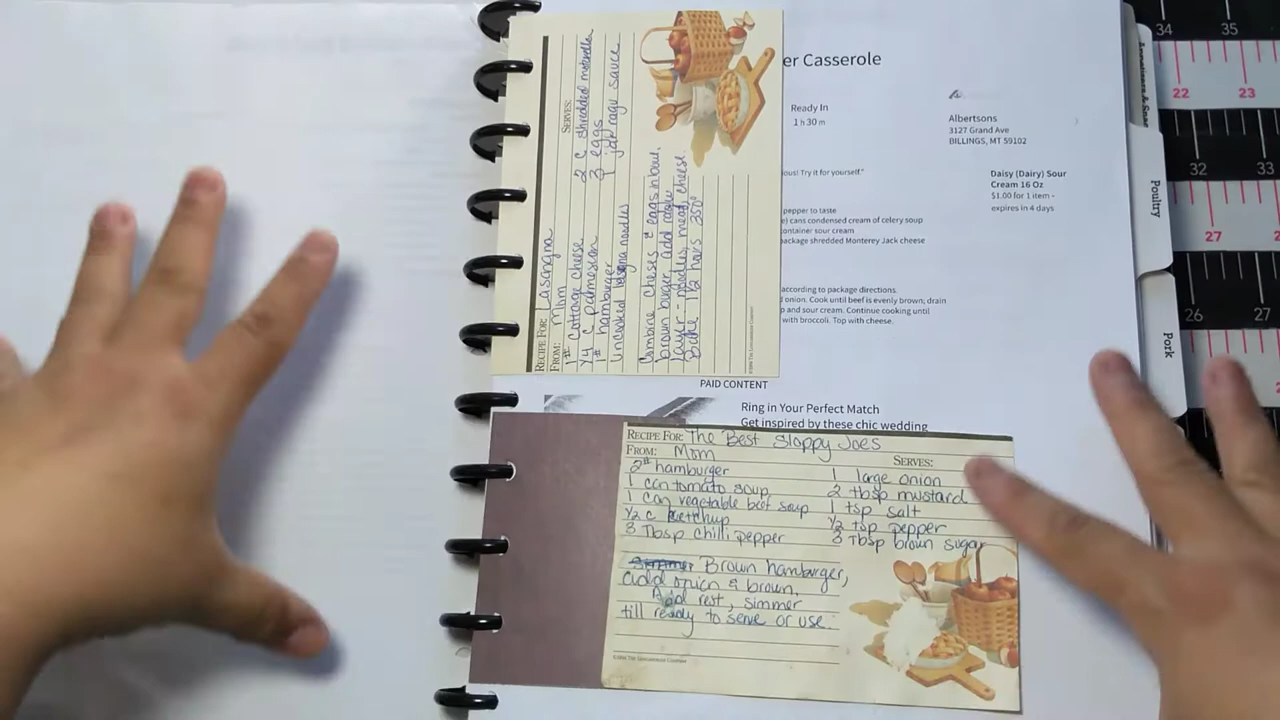 er Casserole
Ready In
1 h 30 m
Albertsons
3127 Grand Ave
BILLINGS, MT 59102
Daisy (Dairy) Sour
Cream 16 Oz
$1.00 for 1 item -
expires in 4 days
ious! Try it for yourself"
pepper to taste
e) cans condensed cream of celery soup
ontainer sour cream
ackage shredded Monterey Jack cheese
according to package directions.
onion. Cook until beef is evenly brown; drain
p and sour cream. Continue cooking until
with broccoli. Top with cheese.
PAID CONTENT
Ring in Your Perfect Match
Get inspired by these chic wedding
RECIPE FOR: Lasagna
FROM: Mom SERVES:
1# Cottage cheese 2 c shredded
1/4 c parmesian 3 eggs
1# hamburger 1 jar ragu sauce
Uncooked noodles
Combine cheeses & eggs in bowl.
brown burger, add ragu
Layer - noodles, meat, cheese.
Bake 1 1/2 hours 350°
RECIPE FOR: The Best Sloppy Joes
FROM: Mom SERVES:
2# hamburger 1 large onion
1 can tomato soup 2 tbsp mustard
1 can vegetable beef soup 1 tsp salt
1/2 c ketchup 1/2 tsp pepper
3 Tbsp chilli pepper 3 Tbsp brown sugar
Brown hamburger,
add onion & brown.
Add rest, simmer
till ready to serve or use.
Poultry
Pork
34 35
22 23
32 33
27
26 27